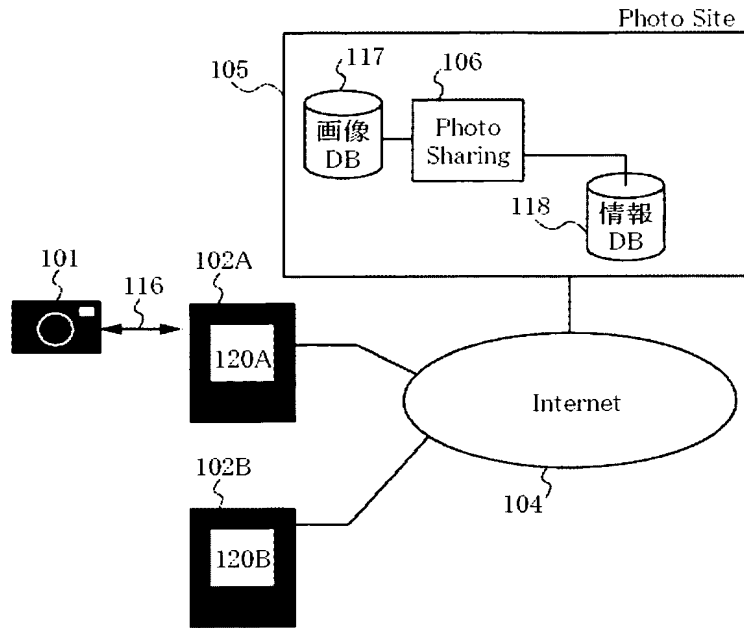 Photo Site
105
117
106
画像
DB
Photo
Sharing
118
情報
DB
101
116
102A
120A
Internet
104
102B
120B